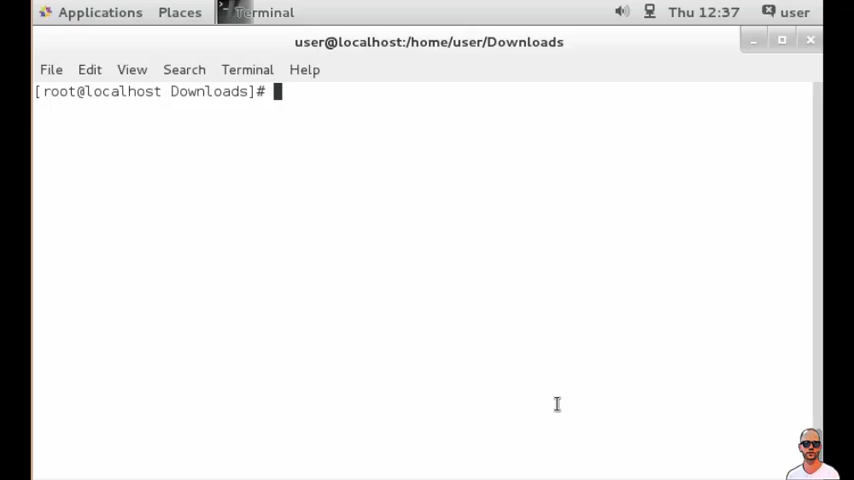 Applications Places Terminal Thu 12:37 user
user@localhost:/home/user/Downloads
File Edit View Search Terminal Help
[root@localhost Downloads]#